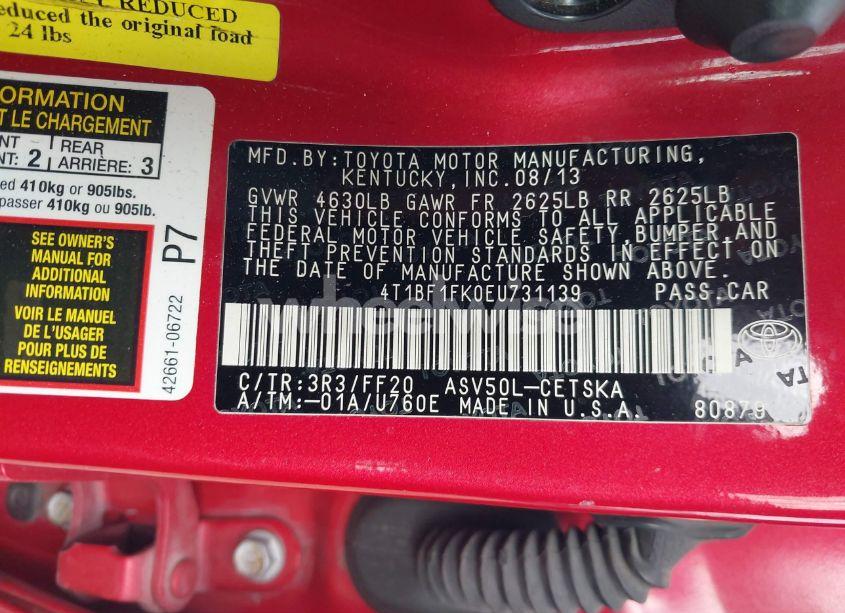 REDUCED
educed the original load
24 lbs
ORMATION
T LE CHARGEMENT
NT
NT: 2
REAR
ARRIÈRE: 3
ed 410kg or 905lbs.
passer 410kg ou 905lb.
SEE OWNER'S
MANUAL FOR
ADDITIONAL
INFORMATION
VOIR LE MANUEL
DE L'USAGER
POUR PLUS DE
RENSEIGNEMENTS
P7
42661-06722
MFD.BY:TOYOTA MOTOR MANUFACTURING,
KENTUCKY,INC.08/13
GVWR 4630LB GAWR FR 2625LB RR 2625LB
THIS VEHICLE CONFORMS TO ALL APPLICABLE
FEDERAL MOTOR VEHICLE SAFETY,BUMPER,AND
THEFT PREVENTION STANDARDS IN EFFECT ON
THE DATE OF MANUFACTURE SHOWN ABOVE.
4T1BF1FK0EU731139 PASS.CAR
wheelwise
C/TR:3R3/FF20 ASV50L-CETSKA
A/TM:-01A/U760E MADE IN U.S.A. 80879